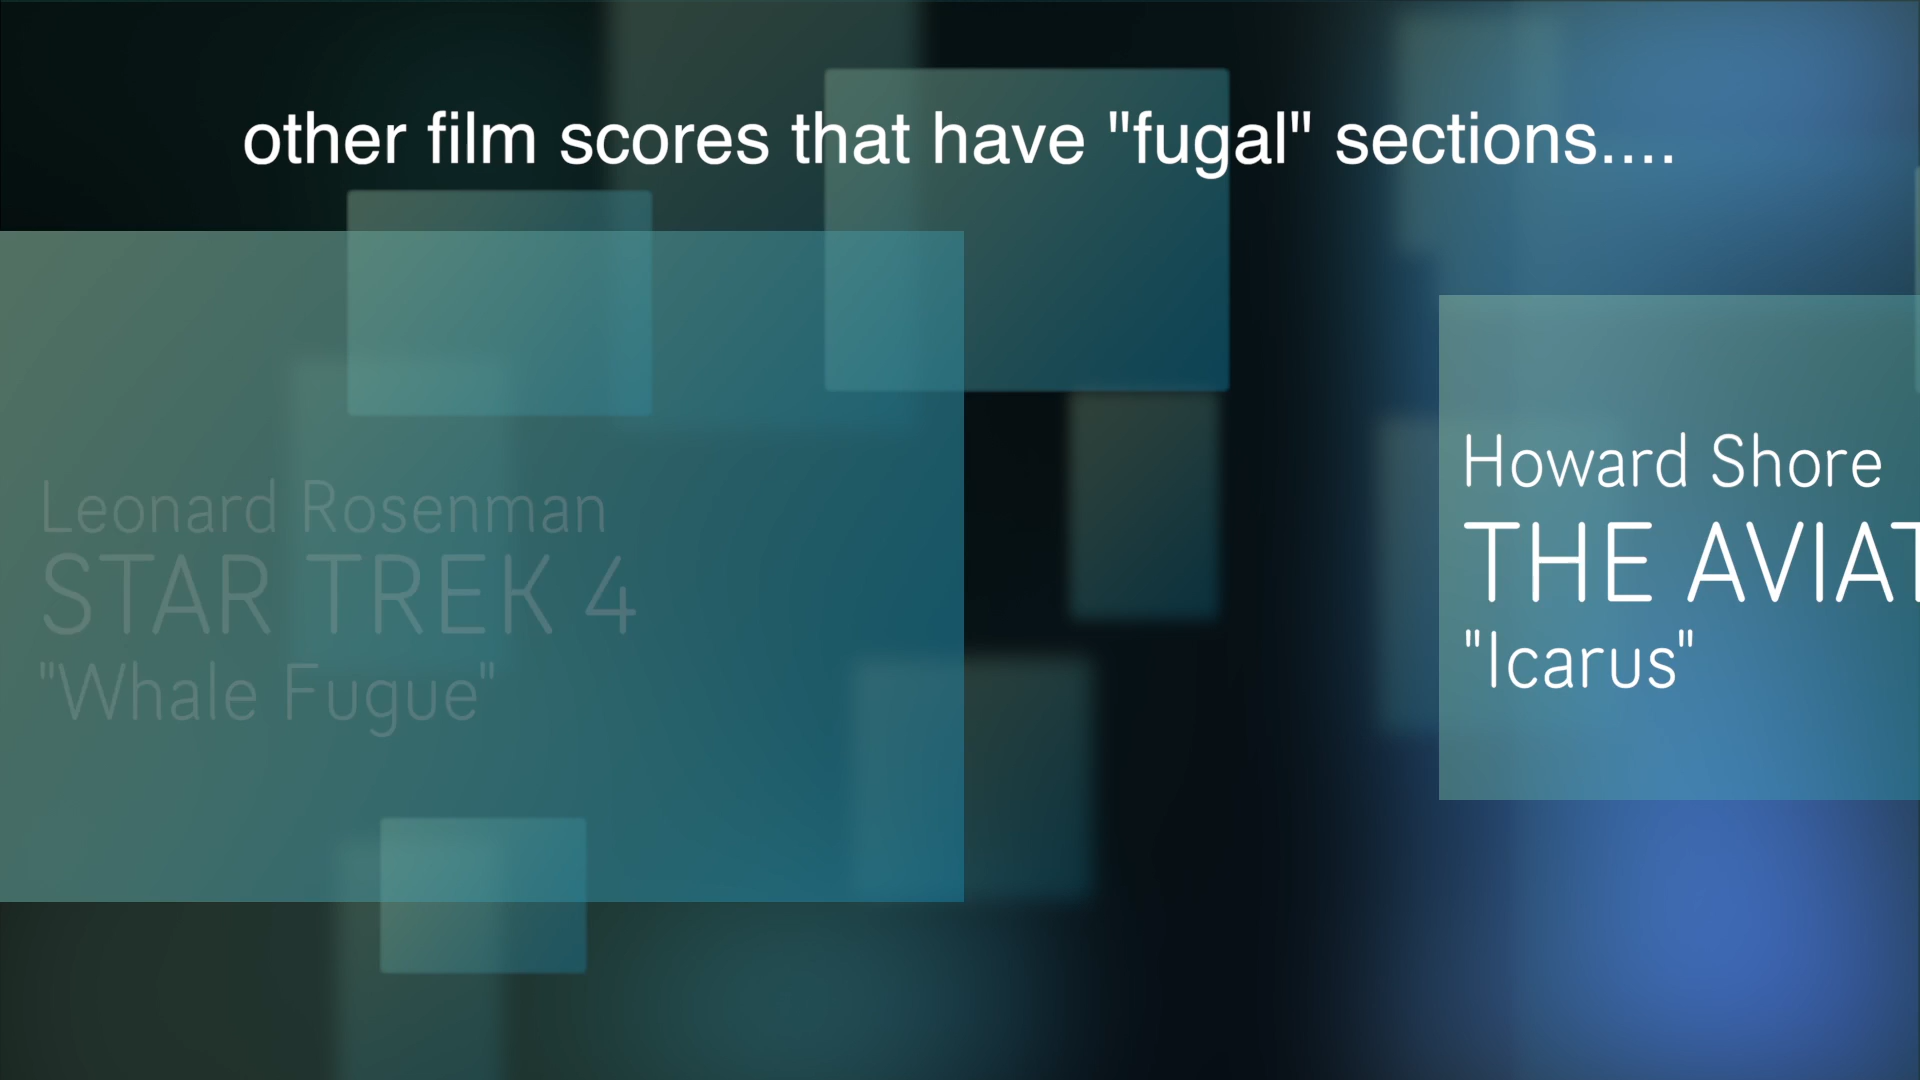 other film scores that have "fugal" sections....
Leonard Rosenman
STAR TREK 4
"Whale Fugue"
Howard Shore
THE AVIAT
"Icarus"